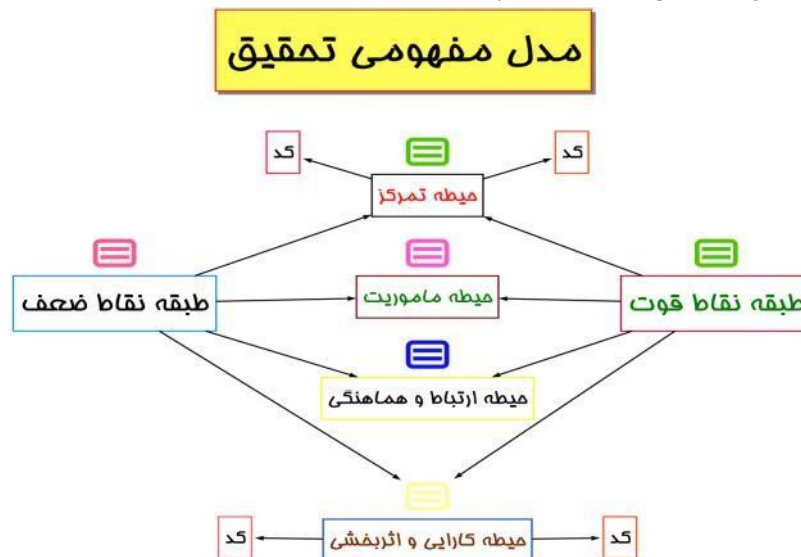 مدل مفهومی تحقیق
کد
کد
حیطه تمرکز
طبقه نقاط قوت
حیطه ماموریت
طبقه نقاط ضعف
حیطه ارتباط و هماهنگی
کد
حیطه کارایی و اثربخشی
کد